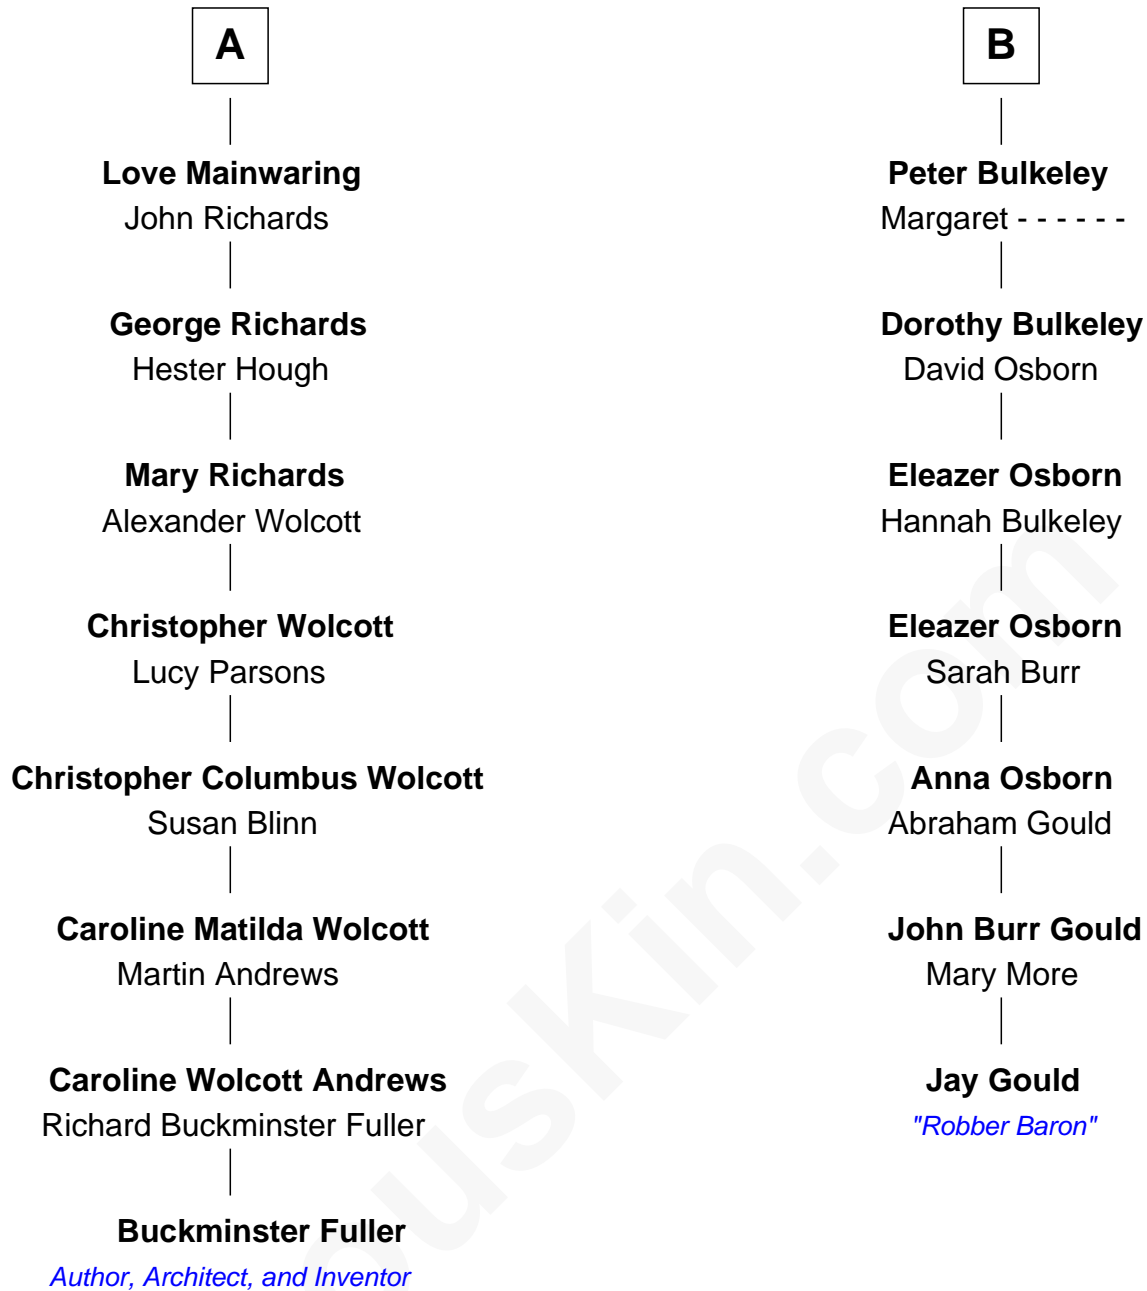 A
Love Mainwaring
John Richards
George Richards
Hester Hough
Mary Richards
Alexander Wolcott
Christopher Wolcott
Lucy Parsons
Christopher Columbus Wolcott
Susan Blinn
Caroline Matilda Wolcott
Martin Andrews
Caroline Wolcott Andrews
Richard Buckminster Fuller
Buckminster Fuller
Author, Architect, and Inventor
B
Peter Bulkeley
Margaret - - - - - -
Dorothy Bulkeley
David Osborn
Eleazer Osborn
Hannah Bulkeley
Eleazer Osborn
Sarah Burr
Anna Osborn
Abraham Gould
John Burr Gould
Mary More
Jay Gould
"Robber Baron"
ousKin.com